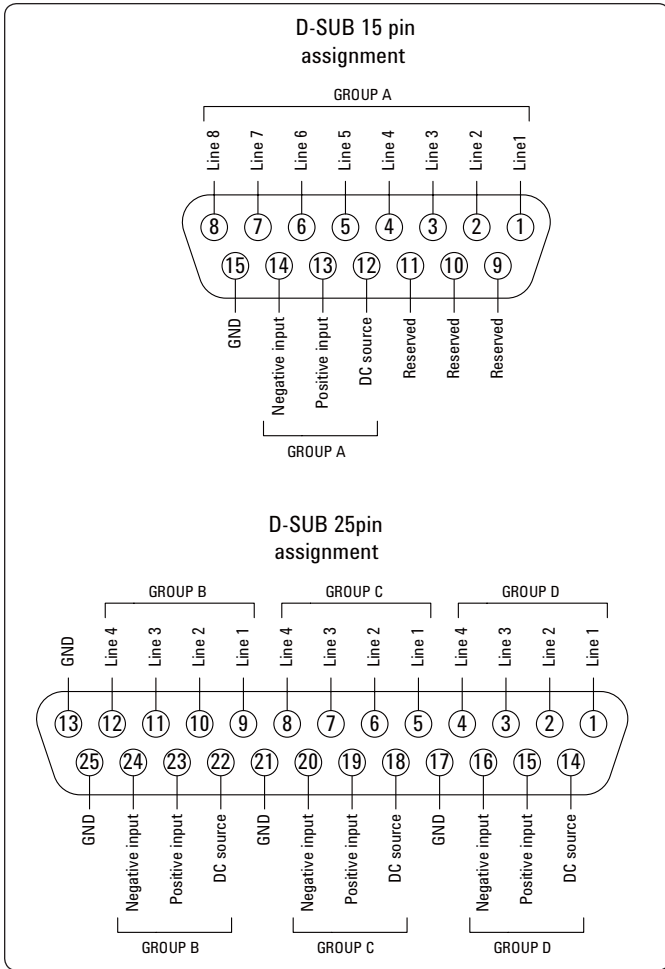 D-SUB 15 pin
assignment
GROUP A
Line 8
Line 7
Line 6
Line 5
Line 4
Line 3
Line 2
Line1
8 7 6 5 4 3 2 1
15 14 13 12 11 10 9
GND
Negative input
Positive input
DC source
Reserved
Reserved
Reserved
GROUP A
D-SUB 25pin
assignment
GROUP B GROUP C GROUP D
GND
Line 4
Line 3
Line 2
Line 1
Line 4
Line 3
Line 2
Line 1
Line 4
Line 3
Line 2
Line 1
13 12 11 10 9 8 7 6 5 4 3 2 1
25 24 23 22 21 20 19 18 17 16 15 14
GND
Negative input
Positive input
DC source
GND
Negative input
Positive input
DC source
GND
Negative input
Positive input
DC source
GROUP B GROUP C GROUP D